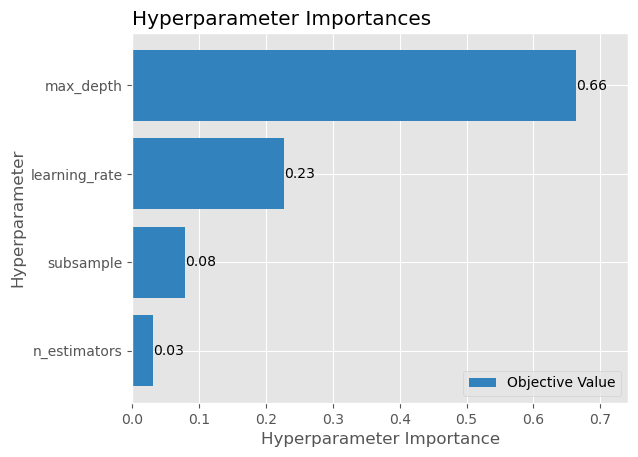 Hyperparameter Importances
Hyperparameter
max_depth
0.66
learning_rate
0.23
subsample
0.08
n_estimators
0.03
Objective Value
0.0 0.1 0.2 0.3 0.4 0.5 0.6 0.7
Hyperparameter Importance